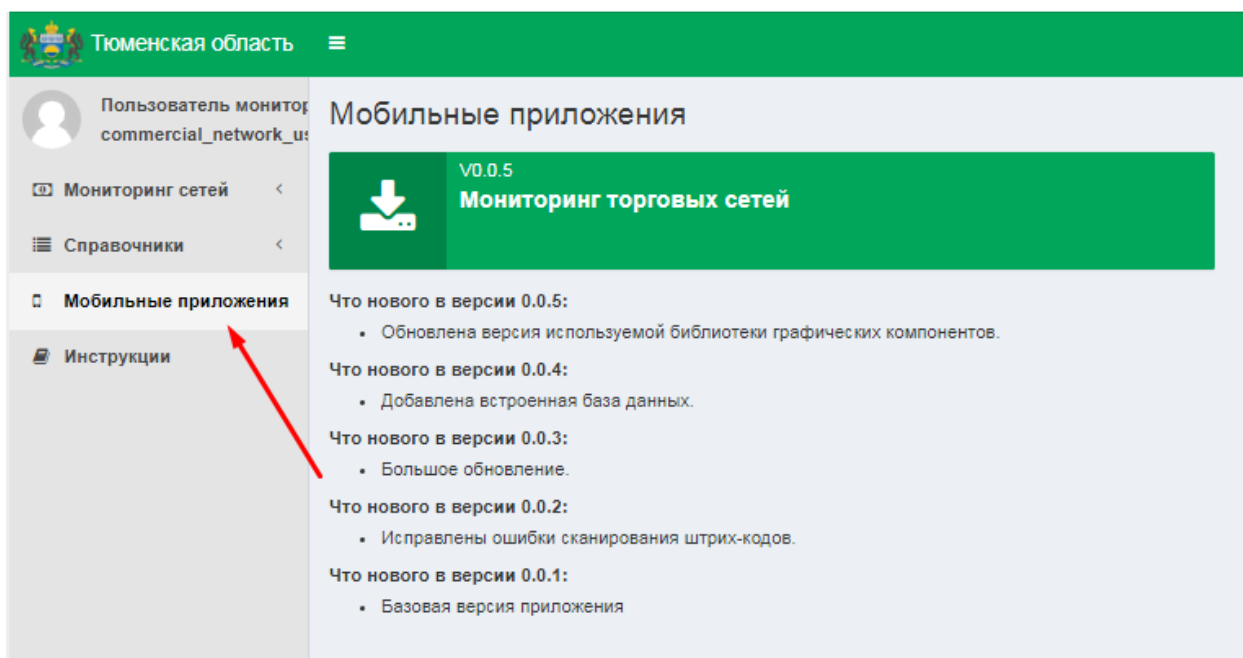 Тюменская область
Пользователь монитор
commercial_network_us
Мониторинг сетей
Справочники
Мобильные приложения
Инструкции
Мобильные приложения
V0.0.5
Мониторинг торговых сетей
Что нового в версии 0.0.5:
• Обновлена версия используемой библиотеки графических компонентов.
Что нового в версии 0.0.4:
• Добавлена встроенная база данных.
Что нового в версии 0.0.3:
• Большое обновление.
Что нового в версии 0.0.2:
• Исправлены ошибки сканирования штрих-кодов.
Что нового в версии 0.0.1:
• Базовая версия приложения